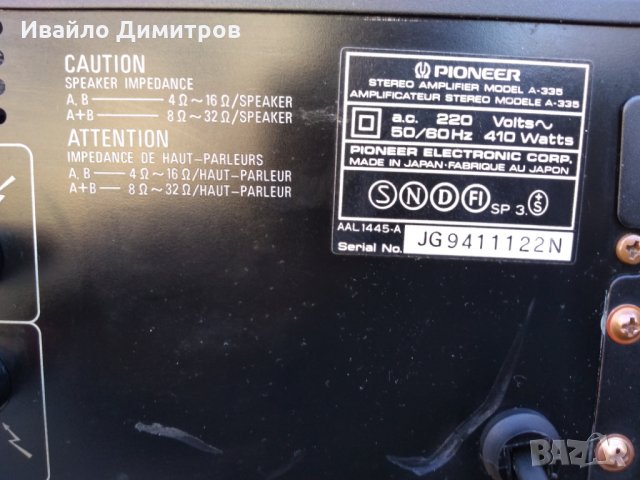 Ивайло Димитров
CAUTION
SPEAKER IMPEDANCE
A, B 4Ω~16Ω/SPEAKER
A+B 8Ω~32Ω/SPEAKER
ATTENTION
IMPEDANCE DE HAUT-PARLEURS
A, B 4Ω~16Ω/HAUT-PARLEUR
A+B 8Ω~32Ω/HAUT-PARLEUR
PIONEER
STEREO AMPLIFIER MODEL A-335
AMPLIFICATEUR STEREO MODELE A-335
a.c. 220 Volts~
50/60Hz 410 Watts
PIONEER ELECTRONIC CORP.
MADE IN JAPAN·FABRIQUE AU JAPON
S N D FI SP 3. +S
AAL1445-A
Serial No. JG9411122N
BAZAR